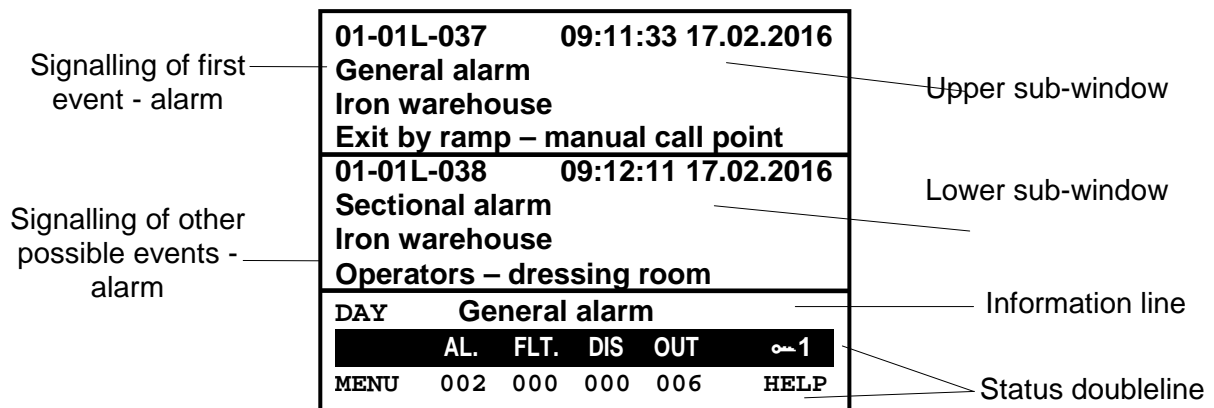 01-01L-037 09:11:33 17.02.2016
General alarm
Iron warehouse
Exit by ramp – manual call point
01-01L-038 09:12:11 17.02.2016
Sectional alarm
Iron warehouse
Operators – dressing room
DAY General alarm
AL. FLT. DIS OUT 1
MENU 002 000 000 006 HELP
Signalling of first
event - alarm
Signalling of other
possible events -
alarm
Upper sub-window
Lower sub-window
Information line
Status doubleline